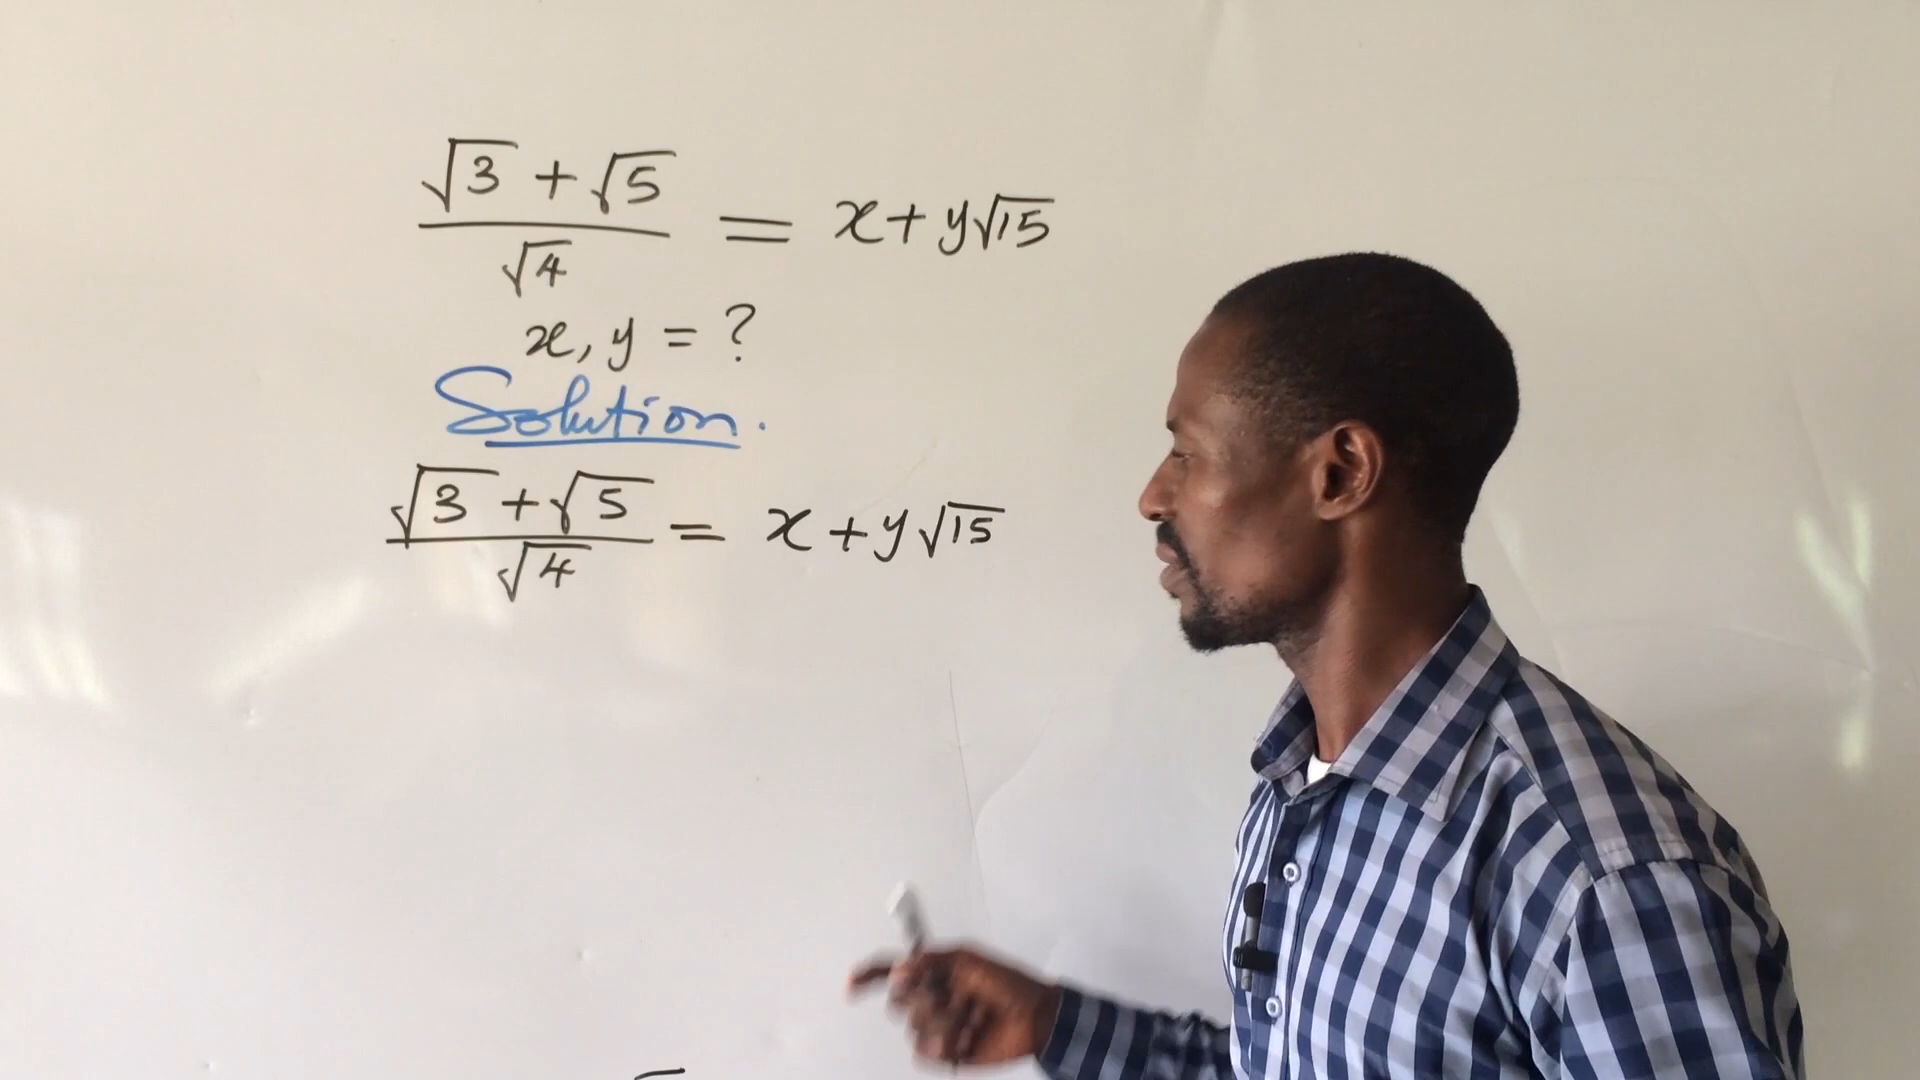 (√3 + √5)/√4 = x + y√15
x, y = ?
Solution.
(√3 + √5)/√4 = x + y√15